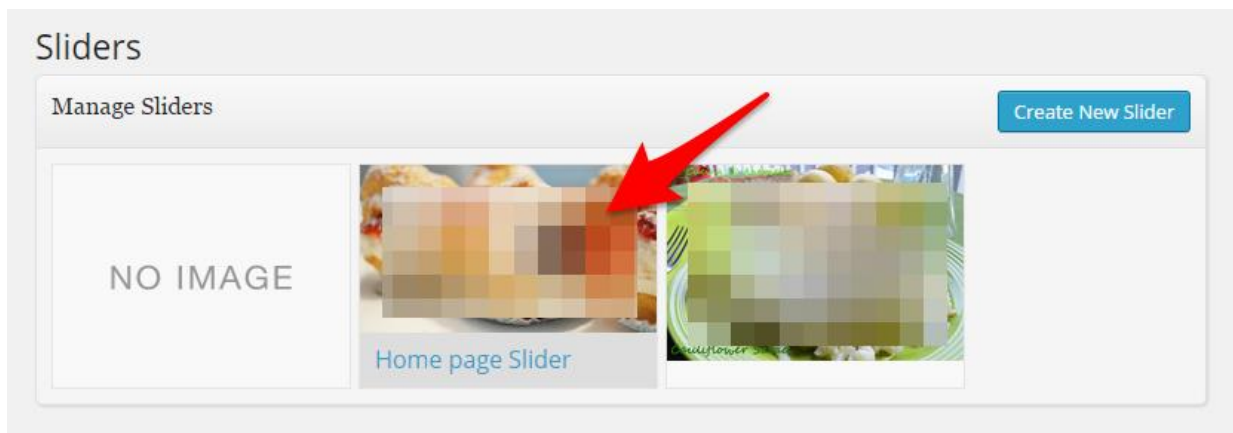 Sliders
Manage Sliders
Create New Slider
NO IMAGE
Home page Slider